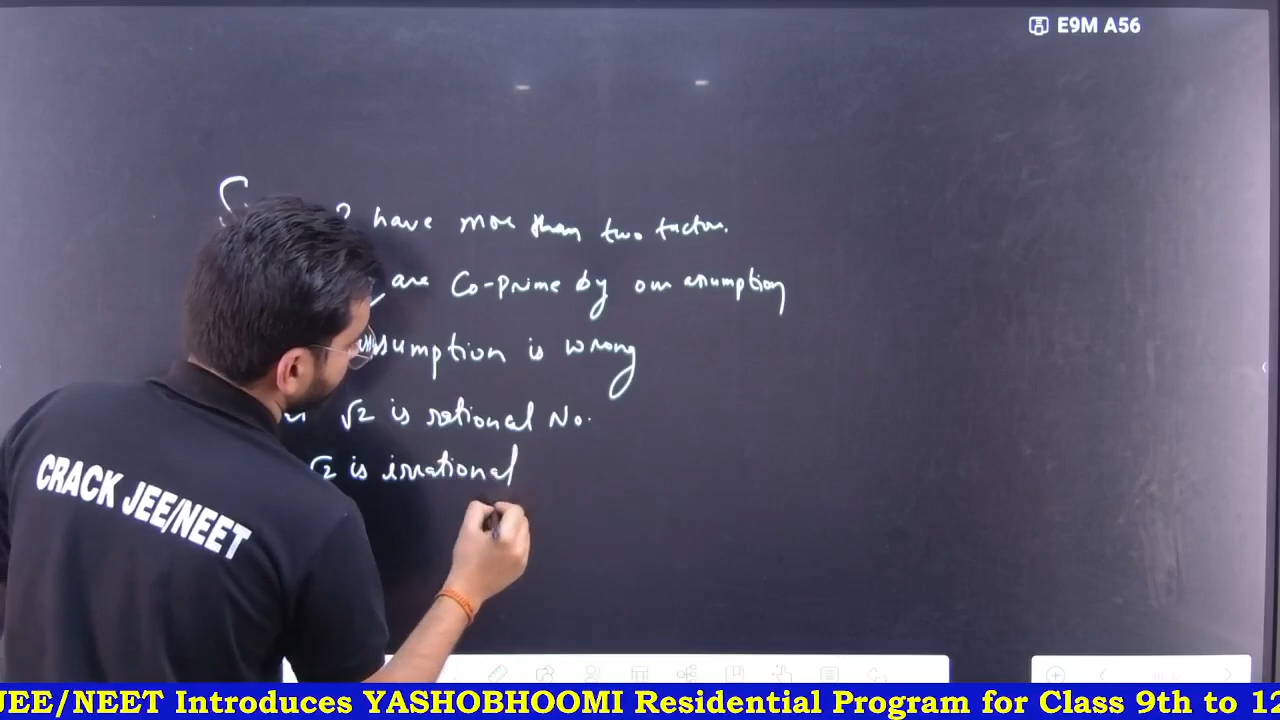 E9M A56
have more than two factors.
are Co-prime by our assumption
assumption is wrong
√2 is rational No.
√2 is irrational
CRACK JEE/NEET
JEE/NEET Introduces YASHOBHOOMI Residential Program for Class 9th to 12